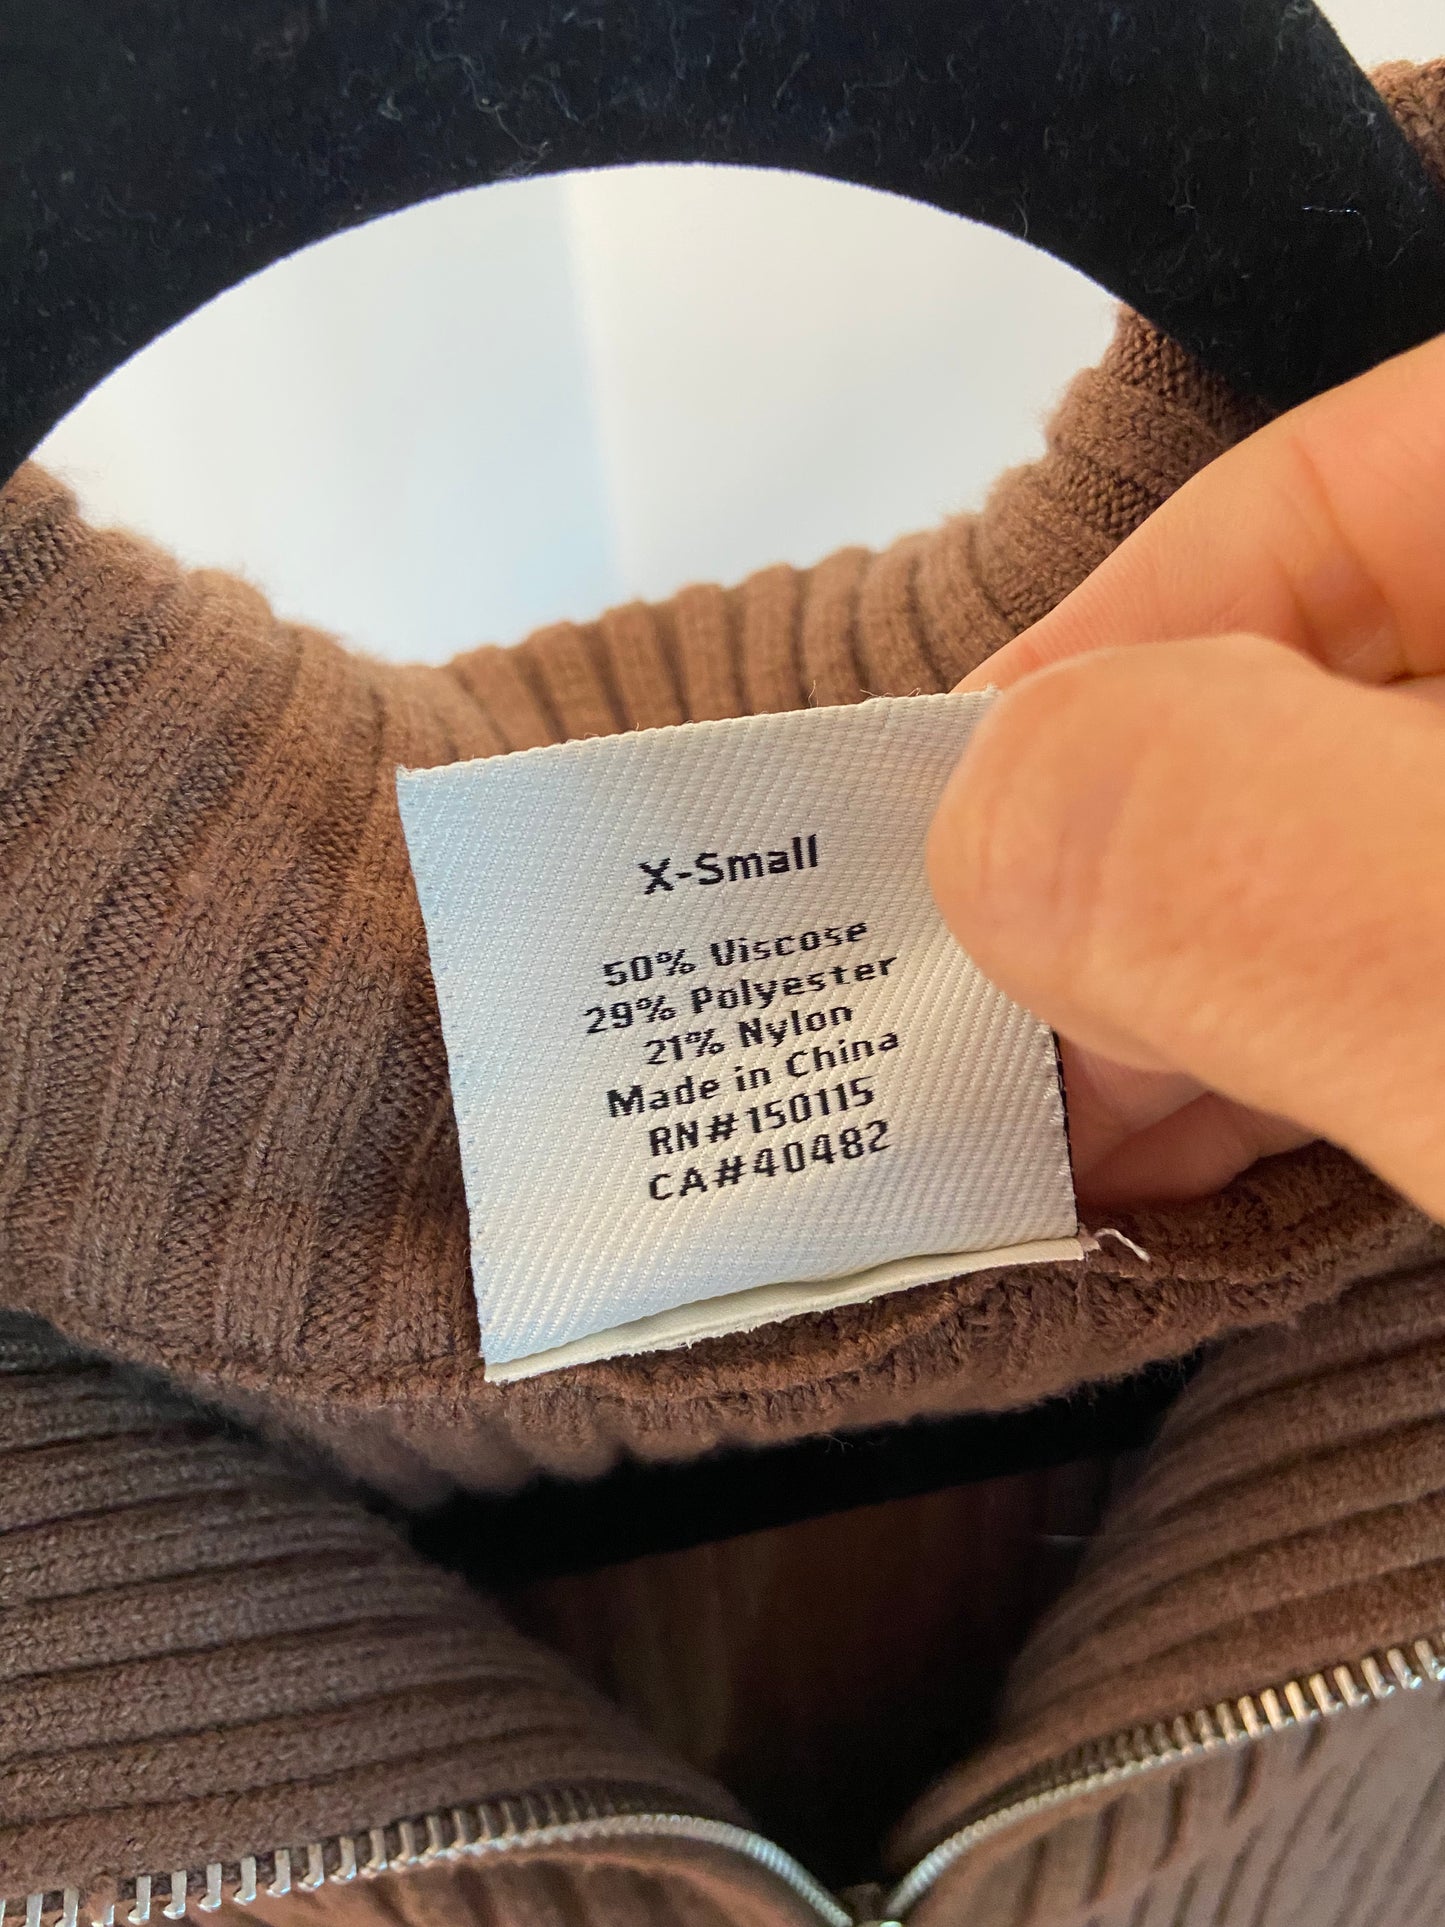 X-Small
50% Viscose
29% Polyester
21% Nylon
Made in China
RN#150115
CA#40482